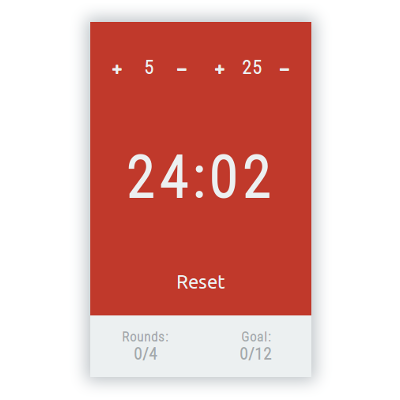 + 5 − + 25 −
24:02
Reset
Rounds: Goal:
0/4 0/12